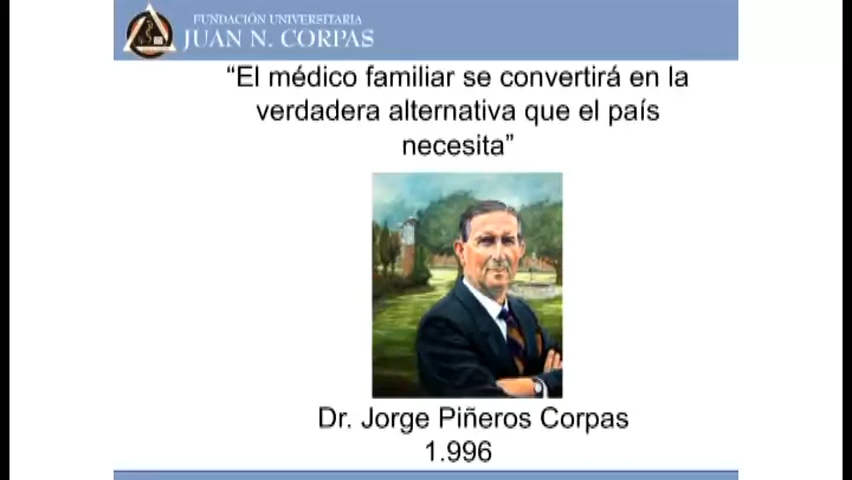 FUNDACIÓN UNIVERSITARIA
JUAN N. CORPAS
“El médico familiar se convertirá en la
verdadera alternativa que el país
necesita”
Dr. Jorge Piñeros Corpas
1.996